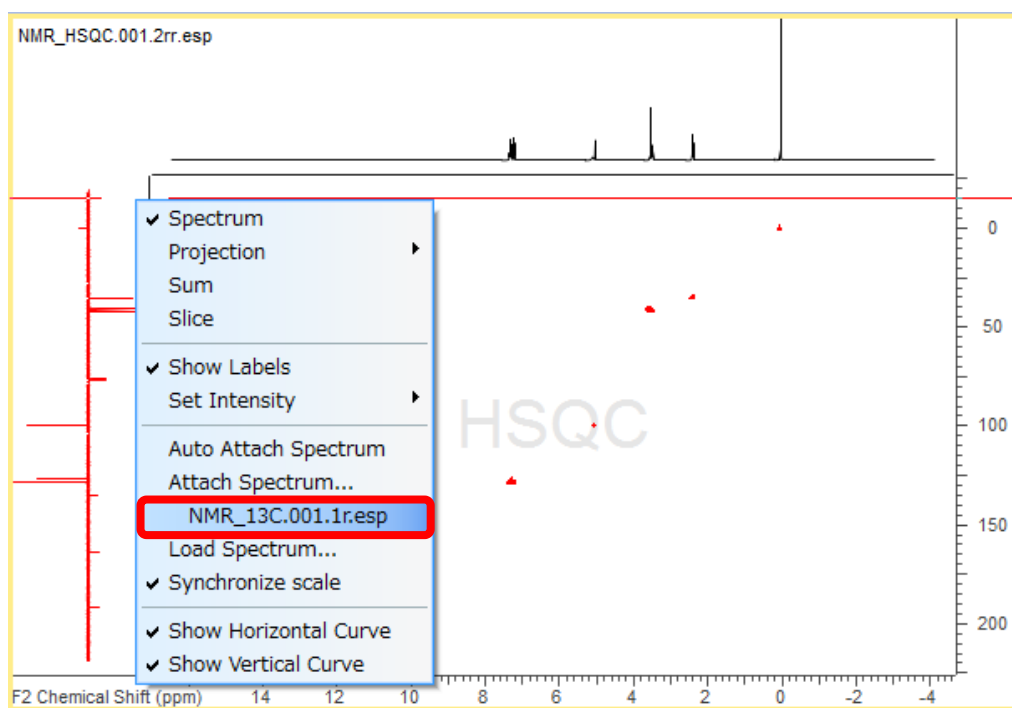 NMR_HSQC.001.2rr.esp
Spectrum
Projection
Sum
Slice
Show Labels
Set Intensity
Auto Attach Spectrum
Attach Spectrum...
NMR_13C.001.1r.esp
Load Spectrum...
Synchronize scale
Show Horizontal Curve
Show Vertical Curve
HSQC
0
50
100
150
200
F2 Chemical Shift (ppm) 14 12 10 8 6 4 2 0 -2 -4